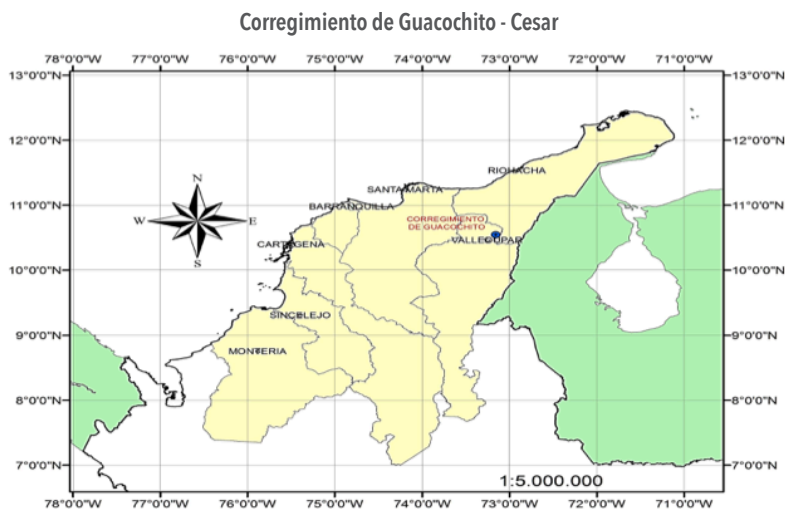 Corregimiento de Guacochito - Cesar
78°0'0"W 77°0'0"W 76°0'0"W 75°0'0"W 74°0'0"W 73°0'0"W 72°0'0"W 71°0'0"W
13°0'0"N 13°0'0"N
12°0'0"N 12°0'0"N
RIOHACHA
N
SANTA MARTA
11°0'0"N 11°0'0"N
BARRANQUILLA
W E
CORREGIMIENTO
DE GUACOCHITO
CARTAGENA VALLEDUPAR
S
10°0'0"N 10°0'0"N
SINCELEJO
9°0'0"N 9°0'0"N
MONTERIA
8°0'0"N 8°0'0"N
7°0'0"N 7°0'0"N
1:5.000.000
78°0'0"W 77°0'0"W 76°0'0"W 75°0'0"W 74°0'0"W 73°0'0"W 72°0'0"W 71°0'0"W